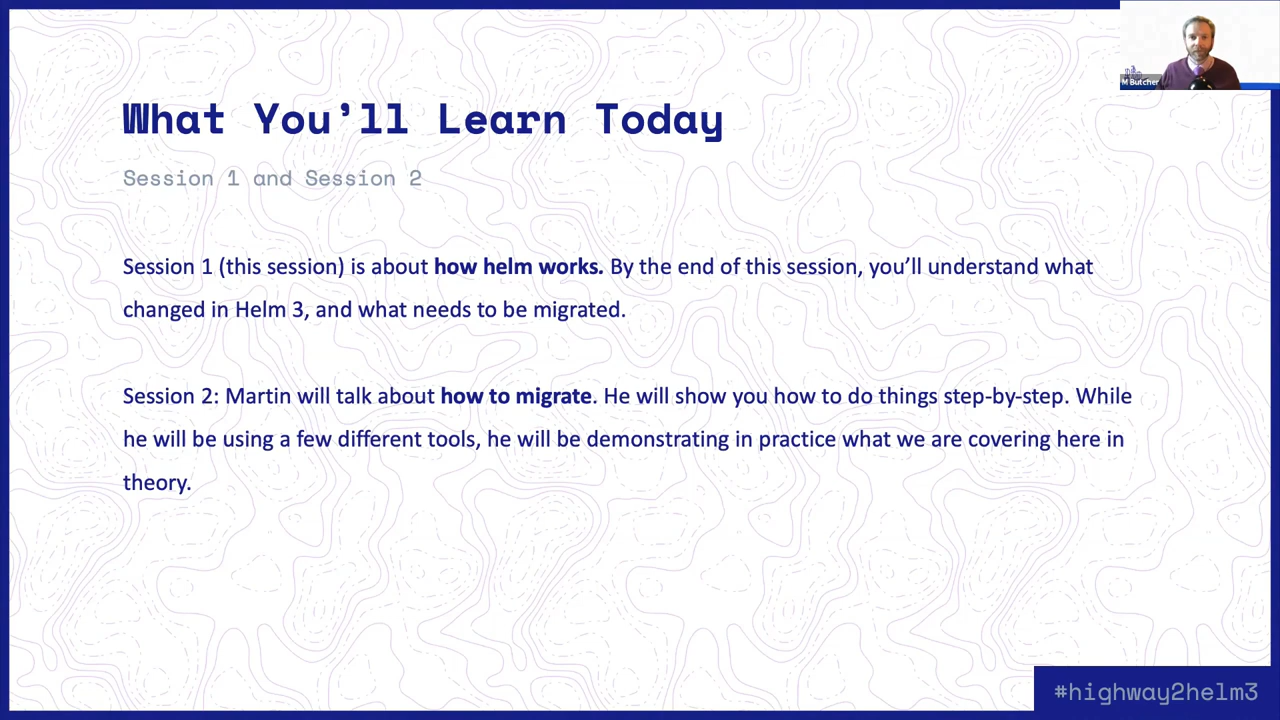 M Butcher
What You’ll Learn Today
Session 1 and Session 2
Session 1 (this session) is about how helm works. By the end of this session, you’ll understand what
changed in Helm 3, and what needs to be migrated.
Session 2: Martin will talk about how to migrate. He will show you how to do things step-by-step. While
he will be using a few different tools, he will be demonstrating in practice what we are covering here in
theory.
#highway2helm3